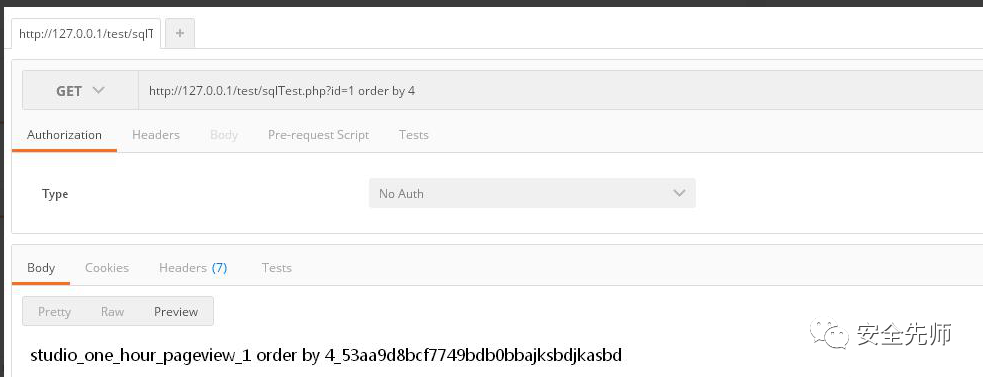 http://127.0.0.1/test/sqlT +
GET http://127.0.0.1/test/sqlTest.php?id=1 order by 4
Authorization Headers Body Pre-request Script Tests
Type No Auth
Body Cookies Headers (7) Tests
Pretty Raw Preview
安全先师
studio_one_hour_pageview_1 order by 4_53aa9d8bcf7749bdb0bbajksbdjkasbd